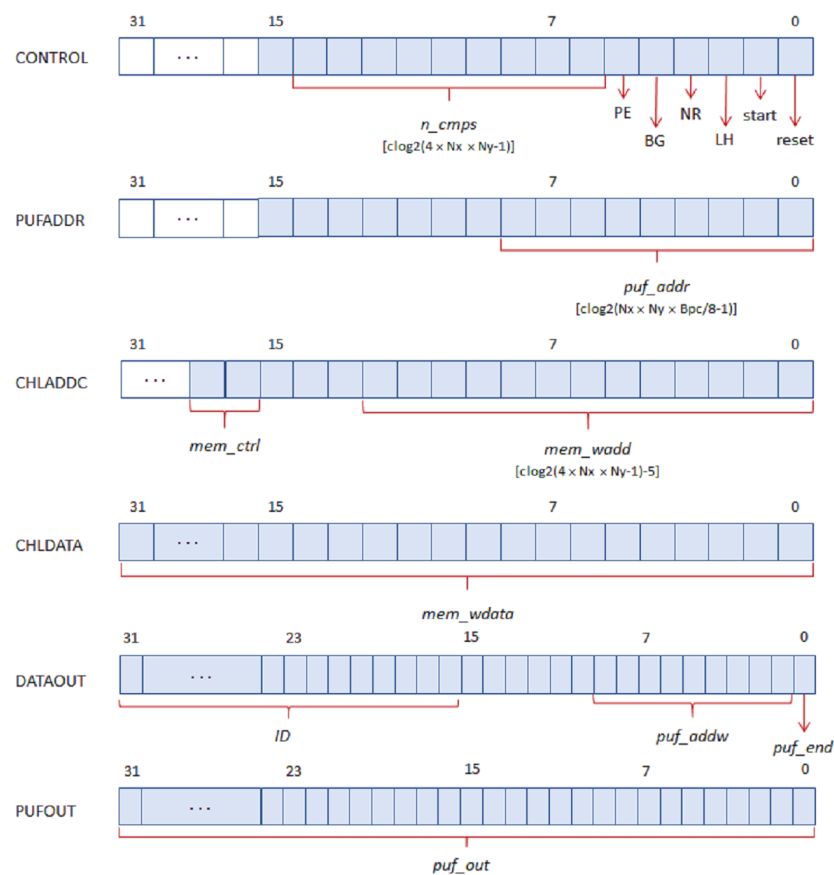 31 15 7 0
CONTROL ...
PE NR start
n_cmps
[clog2(4 × Nx × Ny-1)]
BG LH reset
31 15 7 0
PUFADDR ...
puf_addr
[clog2(Nx × Ny × Bpc/8-1)]
31 15 7 0
CHLADDC ...
mem_ctrl mem_wadd
[clog2(4 × Nx × Ny-1)-5]
31 15 7 0
CHLDATA ...
mem_wdata
31 23 15 7 0
DATAOUT ...
ID puf_addw puf_end
31 23 15 7 0
PUFOUT ...
puf_out